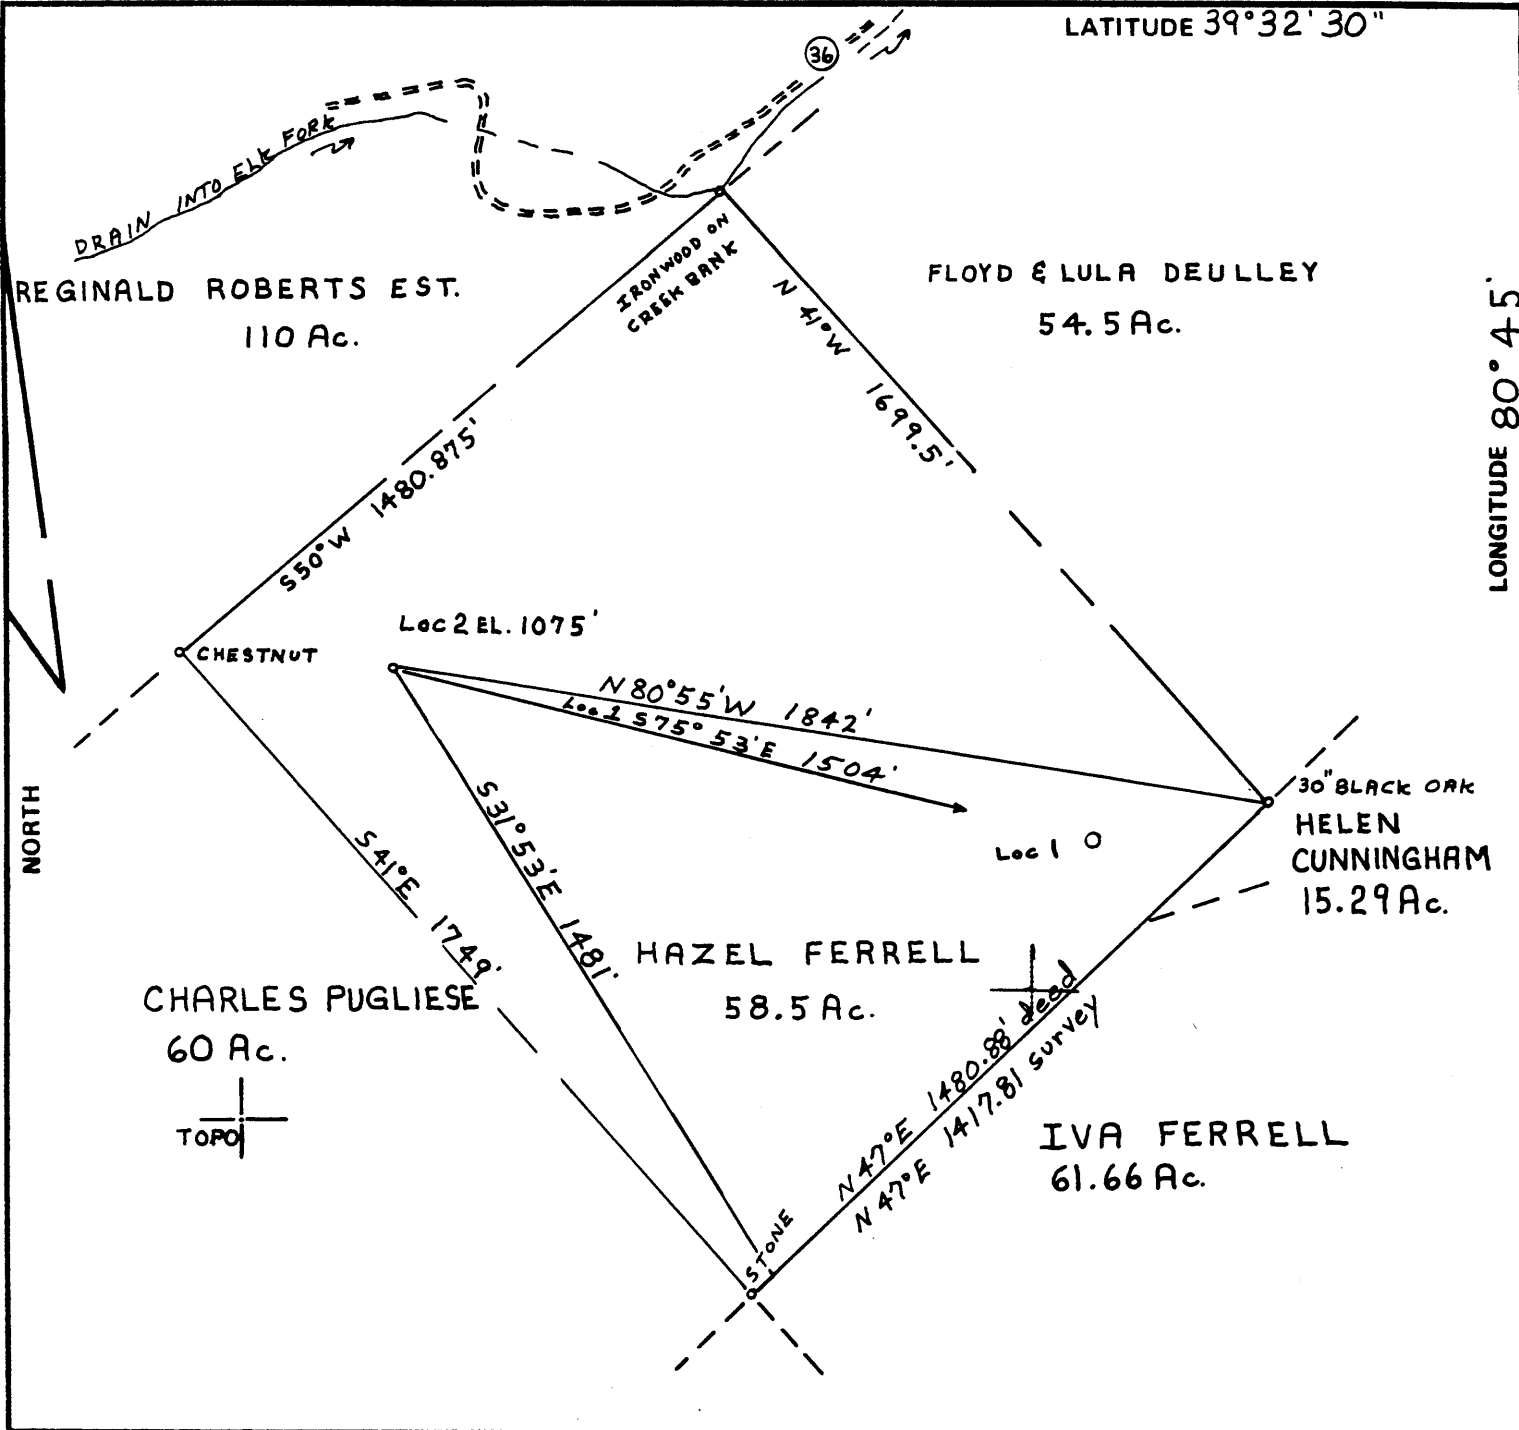 LATITUDE 39°32'30"
36
DRAIN INTO ELK FORK
REGINALD ROBERTS EST.
110 Ac.
IRONWOOD ON
CREEK BANK
FLOYD & LULA DEULLEY
54.5 Ac.
LONGITUDE 80°45'
N 41°W 1699.5'
S50°W 1480.875'
Loc 2 EL. 1075'
CHESTNUT
N 80°55'W 1842'
Loc 1 S75° 53'E 1504'
30" BLACK OAK
HELEN
CUNNINGHAM
15.29 Ac.
Loc 1
NORTH
S41°E 1749'
S31°53'E 1481'
HAZEL FERRELL
58.5 Ac.
CHARLES PUGLIESE
60 Ac.
TOPO
N47°E 1480.88' deed
N47°E 1417.81 survey
IVA FERRELL
61.66 Ac.
STONE